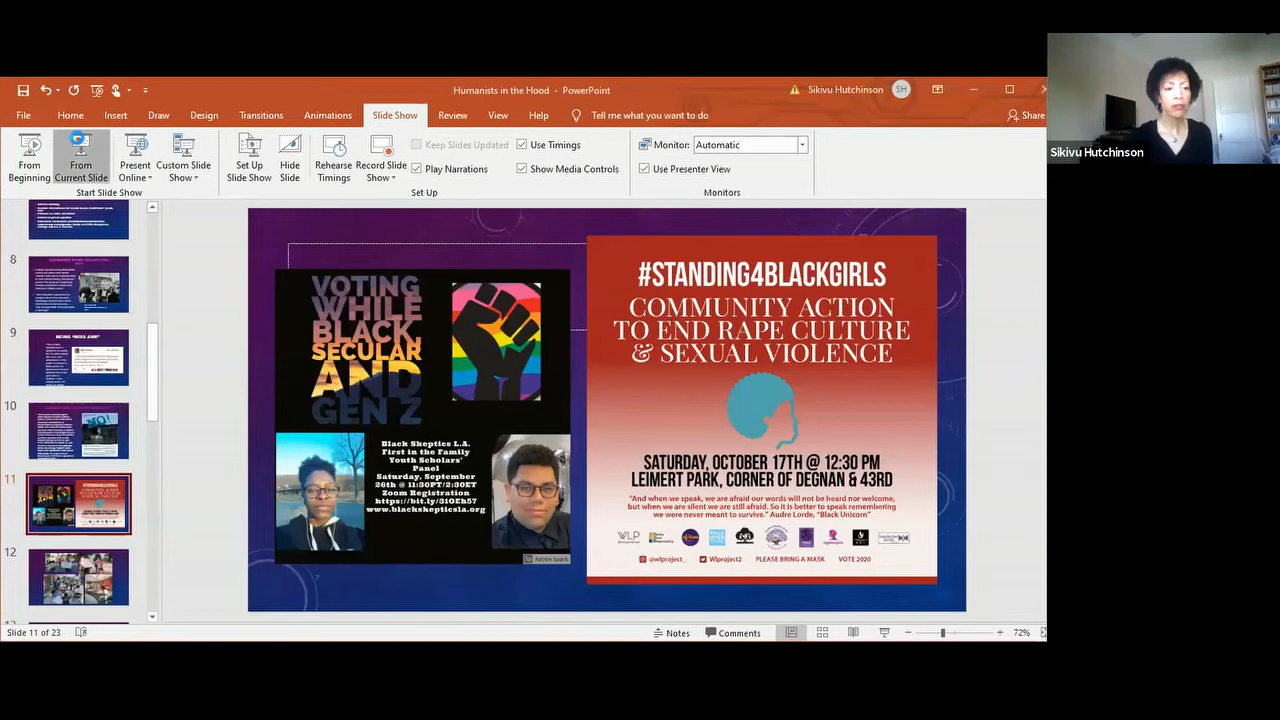 Humanists in the Hood - PowerPoint
Sikivu Hutchinson
SH
File
Home
Insert
Draw
Design
Transitions
Animations
Slide Show
Review
View
Help
Tell me what you want to do
Share
From Beginning
From Current Slide
Present Online
Custom Slide Show
Set Up Slide Show
Hide Slide
Rehearse Timings
Record Slide Show
Keep Slides Updated
Play Narrations
Use Timings
Show Media Controls
Monitor:
Automatic
Use Presenter View
Start Slide Show
Set Up
Monitors
8
9
BEING "MISS ANN"
10
11
12
VOTING
WHILE
BLACK,
SECULAR
AND
GEN Z
Black Skeptics L.A.
First in the Family
Youth Scholars'
Panel
Saturday, September
26th @ 11:30PT/2:30ET
Zoom Registration
https://bit.ly/31OEh57
www.blackskepticsla.org
Adobe Spark
#STANDING4BLACKGIRLS
COMMUNITY ACTION
TO END RAPE CULTURE
& SEXUAL VIOLENCE
SATURDAY, OCTOBER 17TH @ 12:30 PM
LEIMERT PARK, CORNER OF DEGNAN & 43RD
"And when we speak, we are afraid our words will not be heard nor welcome,
but when we are silent we are still afraid. So it is better to speak remembering
we were never meant to survive." Audre Lorde, "Black Unicorn"
WLP
@wlproject_
Wlproject2
PLEASE BRING A MASK
VOTE 2020
7
Slide 11 of 23
Notes
Comments
72%
Sikivu Hutchinson